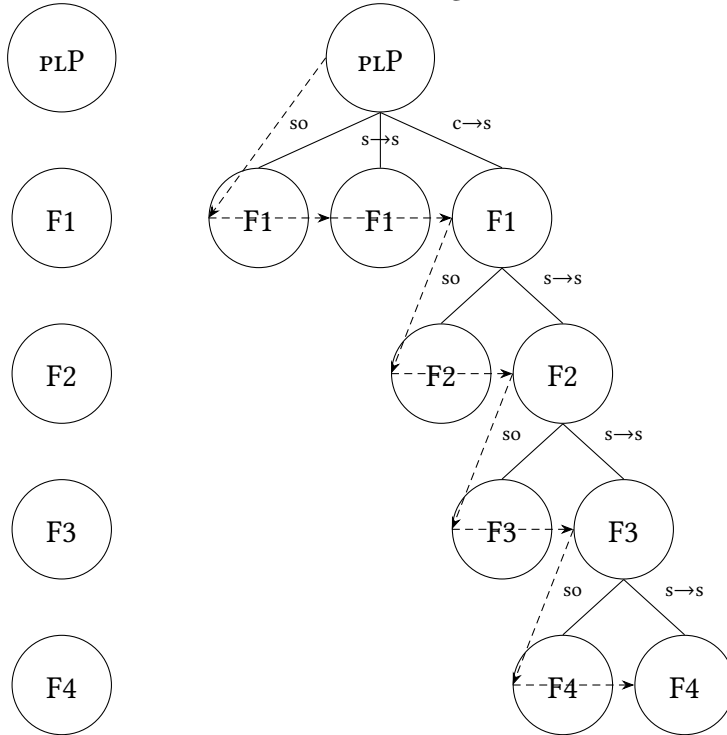 PLP PLP
so s→s c→s
F1 F1 F1 F1
so s→s
F2 F2 F2
so s→s
F3 F3 F3
so s→s
F4 F4 F4